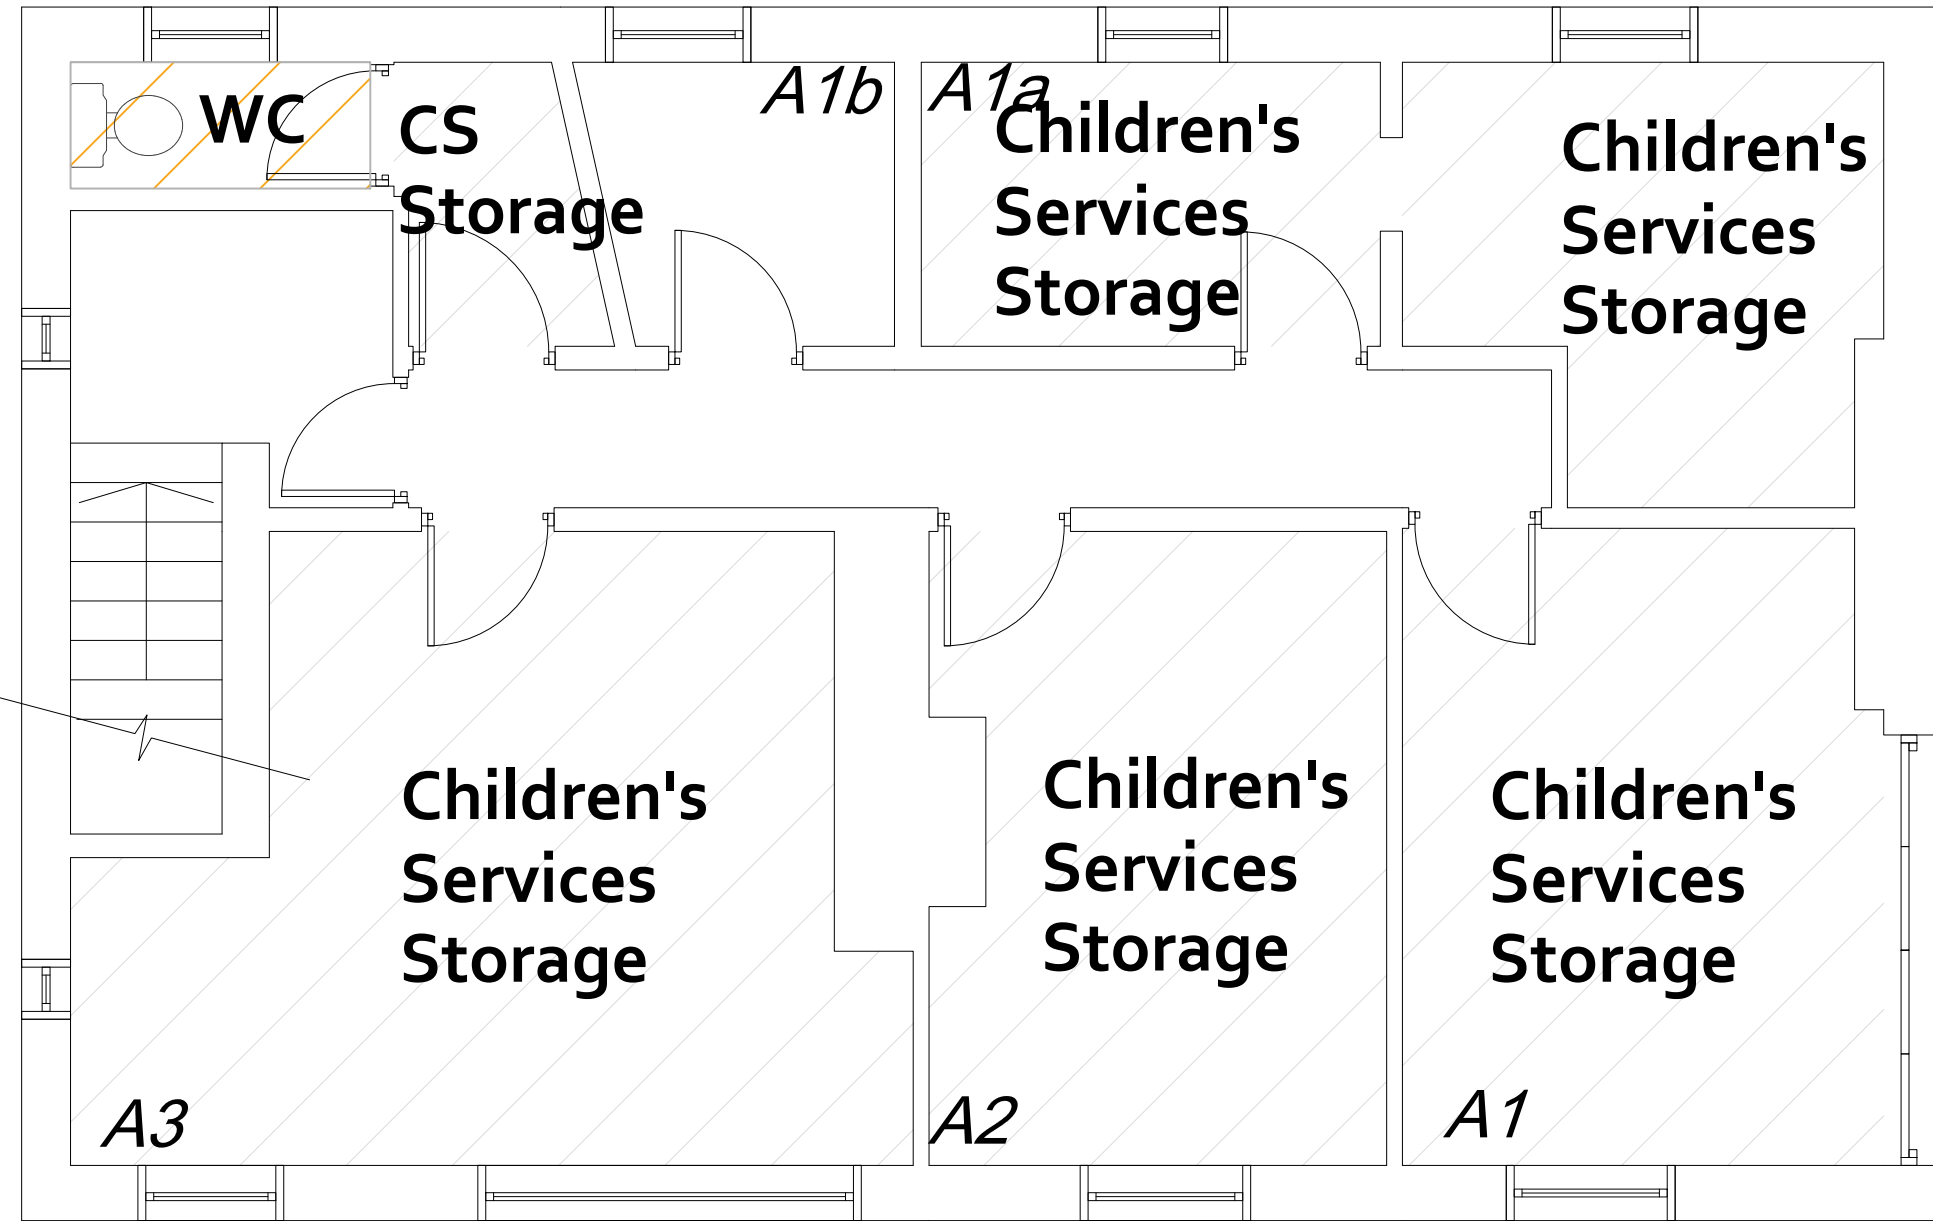 WC
CS
Storage
A1b
A1a
Children's
Services
Storage
Children's
Services
Storage
Children's
Services
Storage
A3
Children's
Services
Storage
A2
Children's
Services
Storage
A1